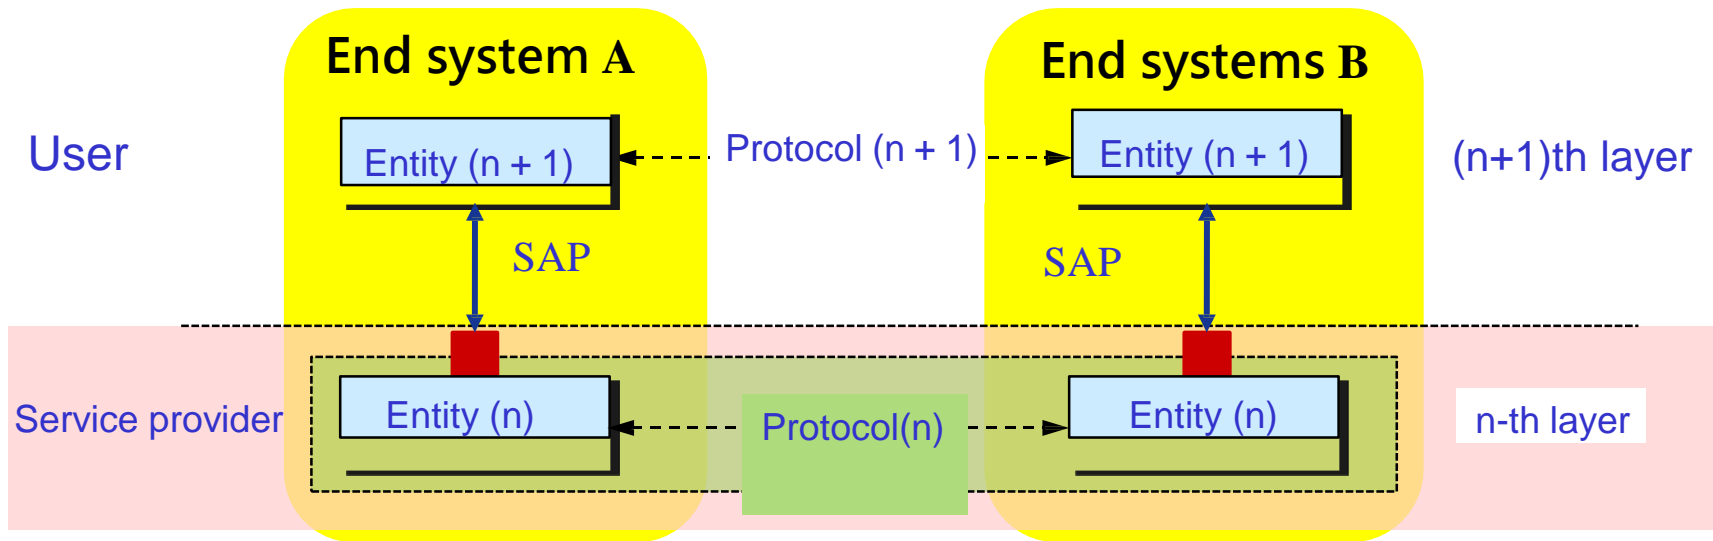 End system A
End systems B
User
Entity (n + 1)
Protocol (n + 1)
Entity (n + 1)
(n+1)th layer
SAP
SAP
Service provider
Entity (n)
Protocol(n)
Entity (n)
n-th layer